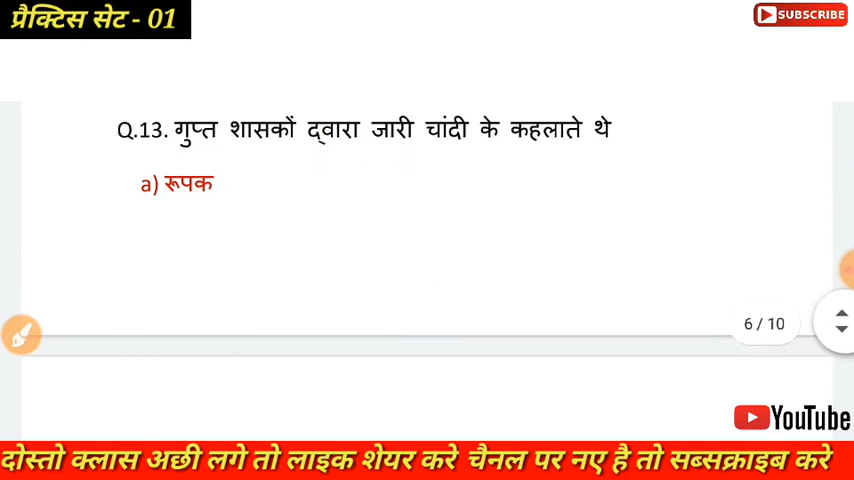 प्रैक्टिस सेट - 01
SUBSCRIBE
Q.13. गुप्त शासकों द्वारा जारी चांदी के कहलाते थे
a) रूपक
6 / 10
YouTube
दोस्तो क्लास अछी लगे तो लाइक शेयर करे चैनल पर नए है तो सब्सक्राइब करे